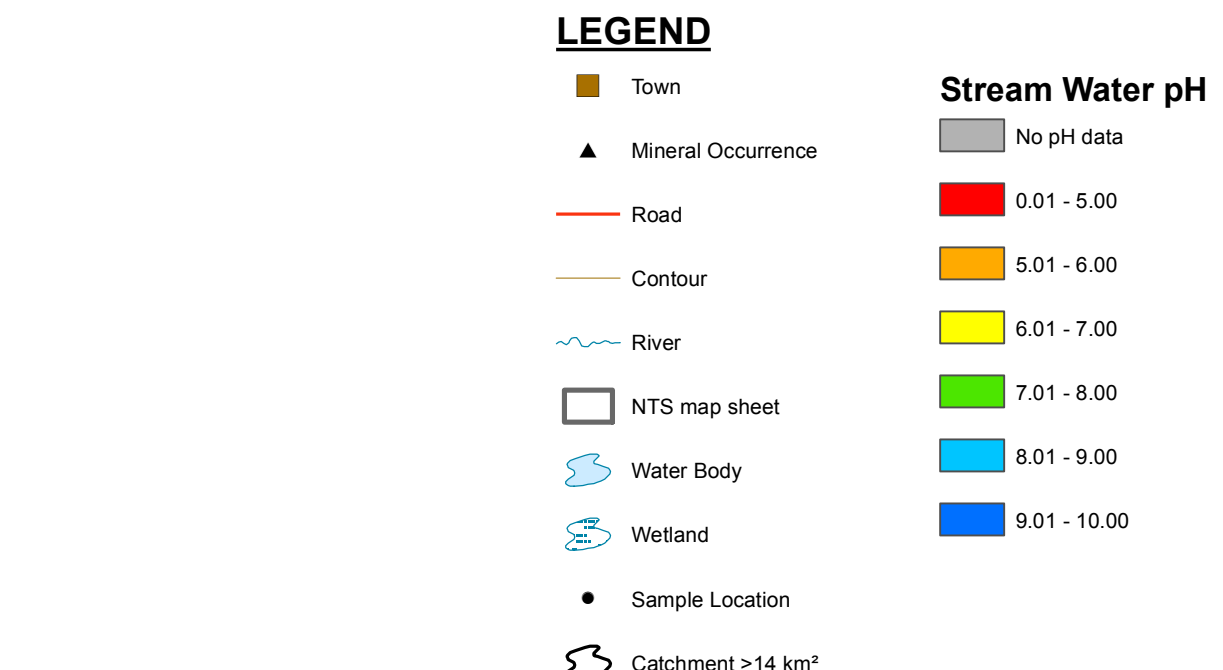 LEGEND
Town
Mineral Occurrence
Road
Contour
River
NTS map sheet
Water Body
Wetland
Sample Location
Catchment >14 km²
Stream Water pH
No pH data
0.01 - 5.00
5.01 - 6.00
6.01 - 7.00
7.01 - 8.00
8.01 - 9.00
9.01 - 10.00